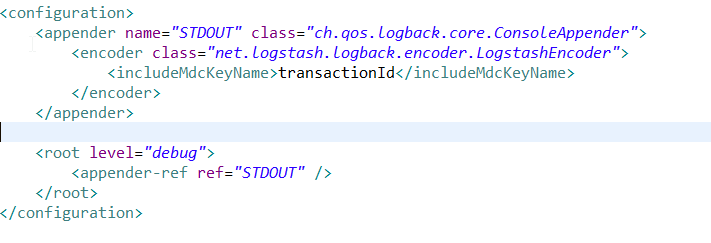 <configuration>
    <appender name="STDOUT" class="ch.qos.logback.core.ConsoleAppender">
        <encoder class="net.logstash.logback.encoder.LogstashEncoder">
            <includeMdcKeyName>transactionId</includeMdcKeyName>
        </encoder>
    </appender>

    <root level="debug">
        <appender-ref ref="STDOUT" />
    </root>
</configuration>